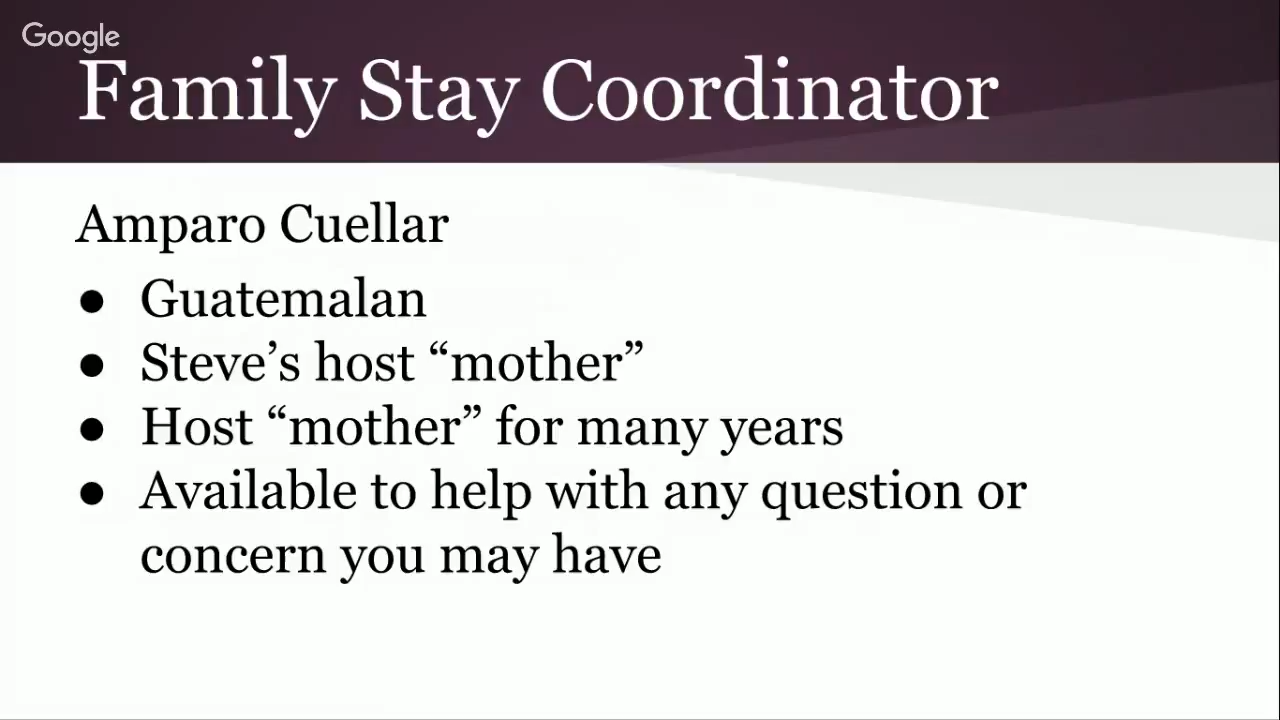 Google
Family Stay Coordinator
Amparo Cuellar
● Guatemalan
● Steve’s host “mother”
● Host “mother” for many years
● Available to help with any question or
concern you may have